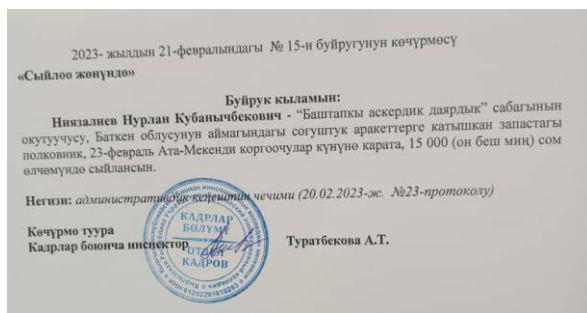 2023- жылдын 21-февралындагы № 15-н буйругунун көчүрмөсү
«Сыйлоо жөнүндө»
Буйрук кыламын:
Ниязалиев Нурлан Кубанычбекович - “Баштапкы аскердик даярдык” сабагынын
окутуучусу, Баткен облусунун аймагындагы согуштук аракеттерге катышкан запастагы
полковник, 23-февраль Ата-Мекенди коргоочулар күнүнө карата, 15 000 (он беш миң) сом
өлчөмүндө сыйлансын.
Негизи: административдик кеңештин чечими (20.02.2023-ж. №23-протоколу)
Көчүрмө туура
Кадрлар боюнча инспектор Туратбекова А.Т.
КАДРЛАР
БӨЛҮМҮ
ОТДЕЛ
КАДРОВ